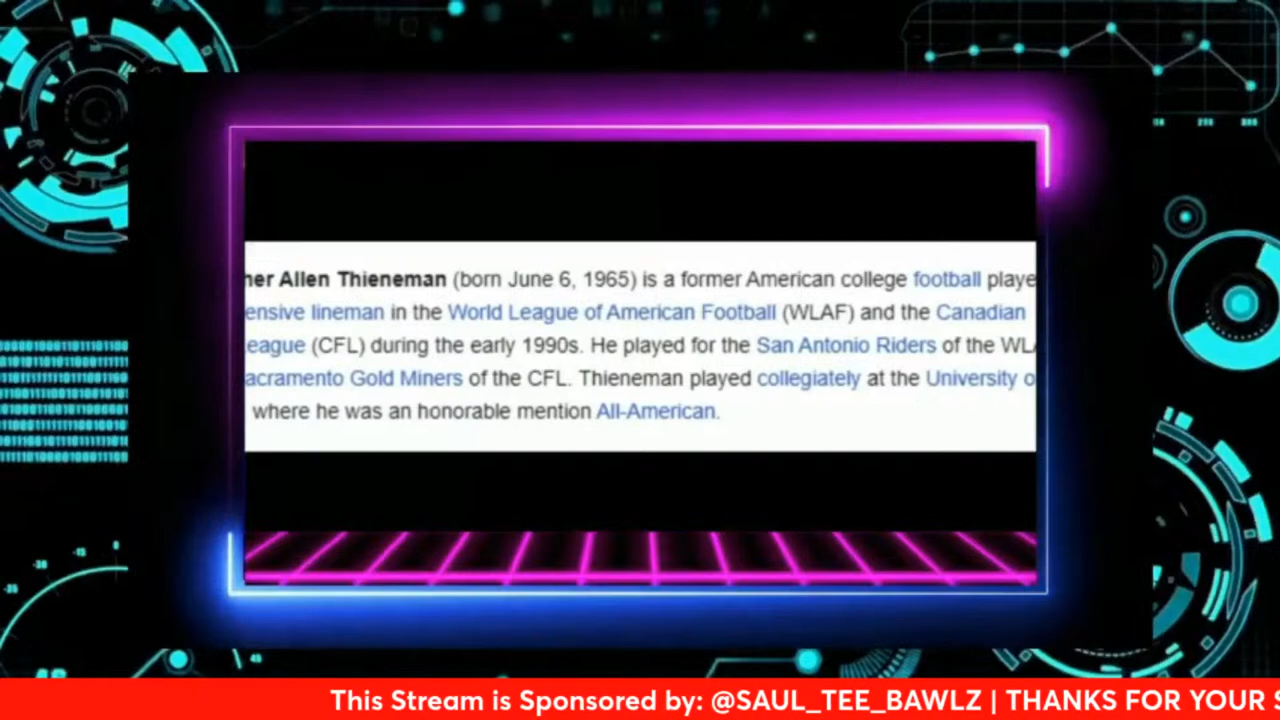 her Allen Thieneman (born June 6, 1965) is a former American college football playe
ensive lineman in the World League of American Football (WLAF) and the Canadian
eague (CFL) during the early 1990s. He played for the San Antonio Riders of the WL
acramento Gold Miners of the CFL. Thieneman played collegiately at the University o
where he was an honorable mention All-American.
This Stream is Sponsored by: @SAUL_TEE_BAWLZ | THANKS FOR YOUR S